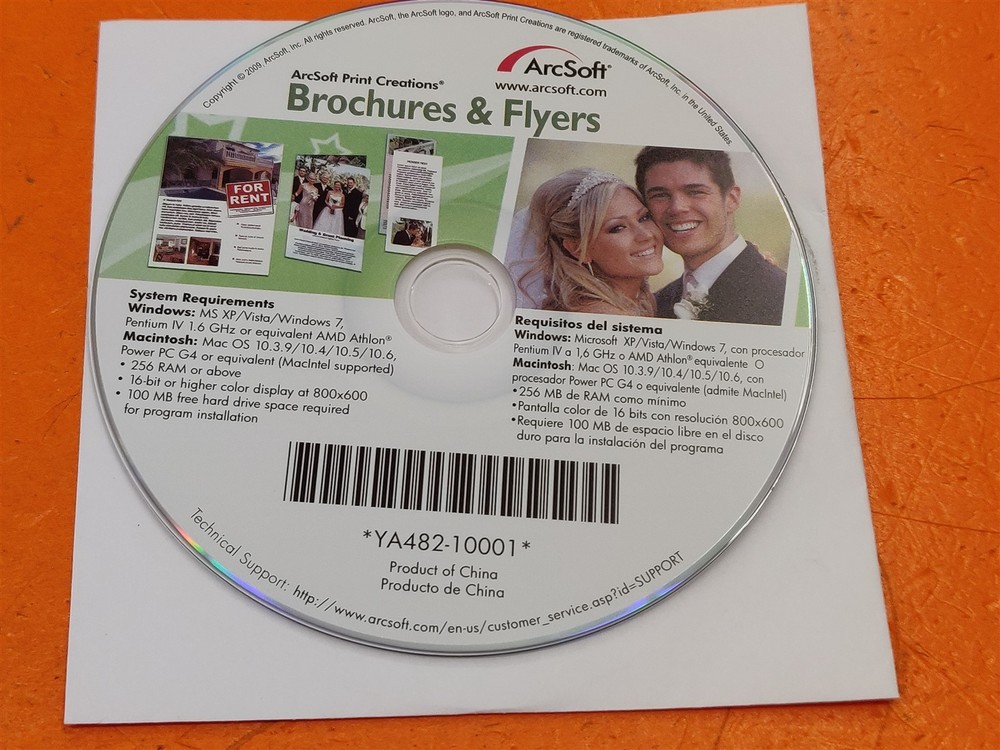 Copyright © 2009, ArcSoft, Inc. All rights reserved. ArcSoft, the ArcSoft logo, and ArcSoft Print Creations are registered trademarks of ArcSoft, Inc. in the United States.
ArcSoft®
www.arcsoft.com
ArcSoft Print Creations®
Brochures & Flyers
FOR
RENT
Wedding & Event Planning
System Requirements
Windows: MS XP/Vista/Windows 7,
Pentium IV 1.6 GHz or equivalent AMD Athlon®
Macintosh: Mac OS 10.3.9/10.4/10.5/10.6,
Power PC G4 or equivalent (MacIntel supported)
• 256 RAM or above
• 16-bit or higher color display at 800x600
• 100 MB free hard drive space required
for program installation
Requisitos del sistema
Windows: Microsoft XP/Vista/Windows 7, con procesador
Pentium IV a 1,6 GHz o AMD Athlon® equivalente O
Macintosh: Mac OS 10.3.9/10.4/10.5/10.6, con
procesador Power PC G4 o equivalente (admite MacIntel)
•256 MB de RAM como mínimo
•Pantalla color de 16 bits con resolución 800x600
•Requiere 100 MB de espacio libre en el disco
duro para la instalación del programa
*YA482-10001*
Product of China
Producto de China
Technical Support: http://www.arcsoft.com/en-us/customer_service.asp?id=SUPPORT